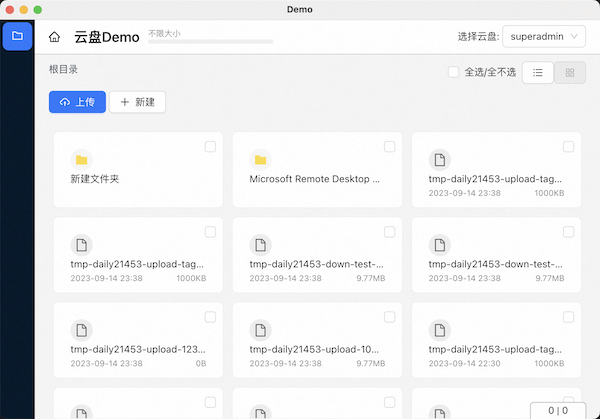 Demo
云盘Demo
不限大小
选择云盘: superadmin
根目录
全选/全不选
上传
新建
新建文件夹
Microsoft Remote Desktop ...
tmp-daily21453-upload-tag...
2023-09-14 23:38 1000KB
tmp-daily21453-upload-tag...
2023-09-14 23:38 1000KB
tmp-daily21453-down-test-...
2023-09-14 23:38 9.77MB
tmp-daily21453-down-test-...
2023-09-14 23:38 9.77MB
tmp-daily21453-upload-123...
2023-09-14 23:38 0B
tmp-daily21453-upload-10...
2023-09-14 23:38 9.77MB
tmp-daily21453-upload-tag...
2023-09-14 22:30 1000KB
0 | 0